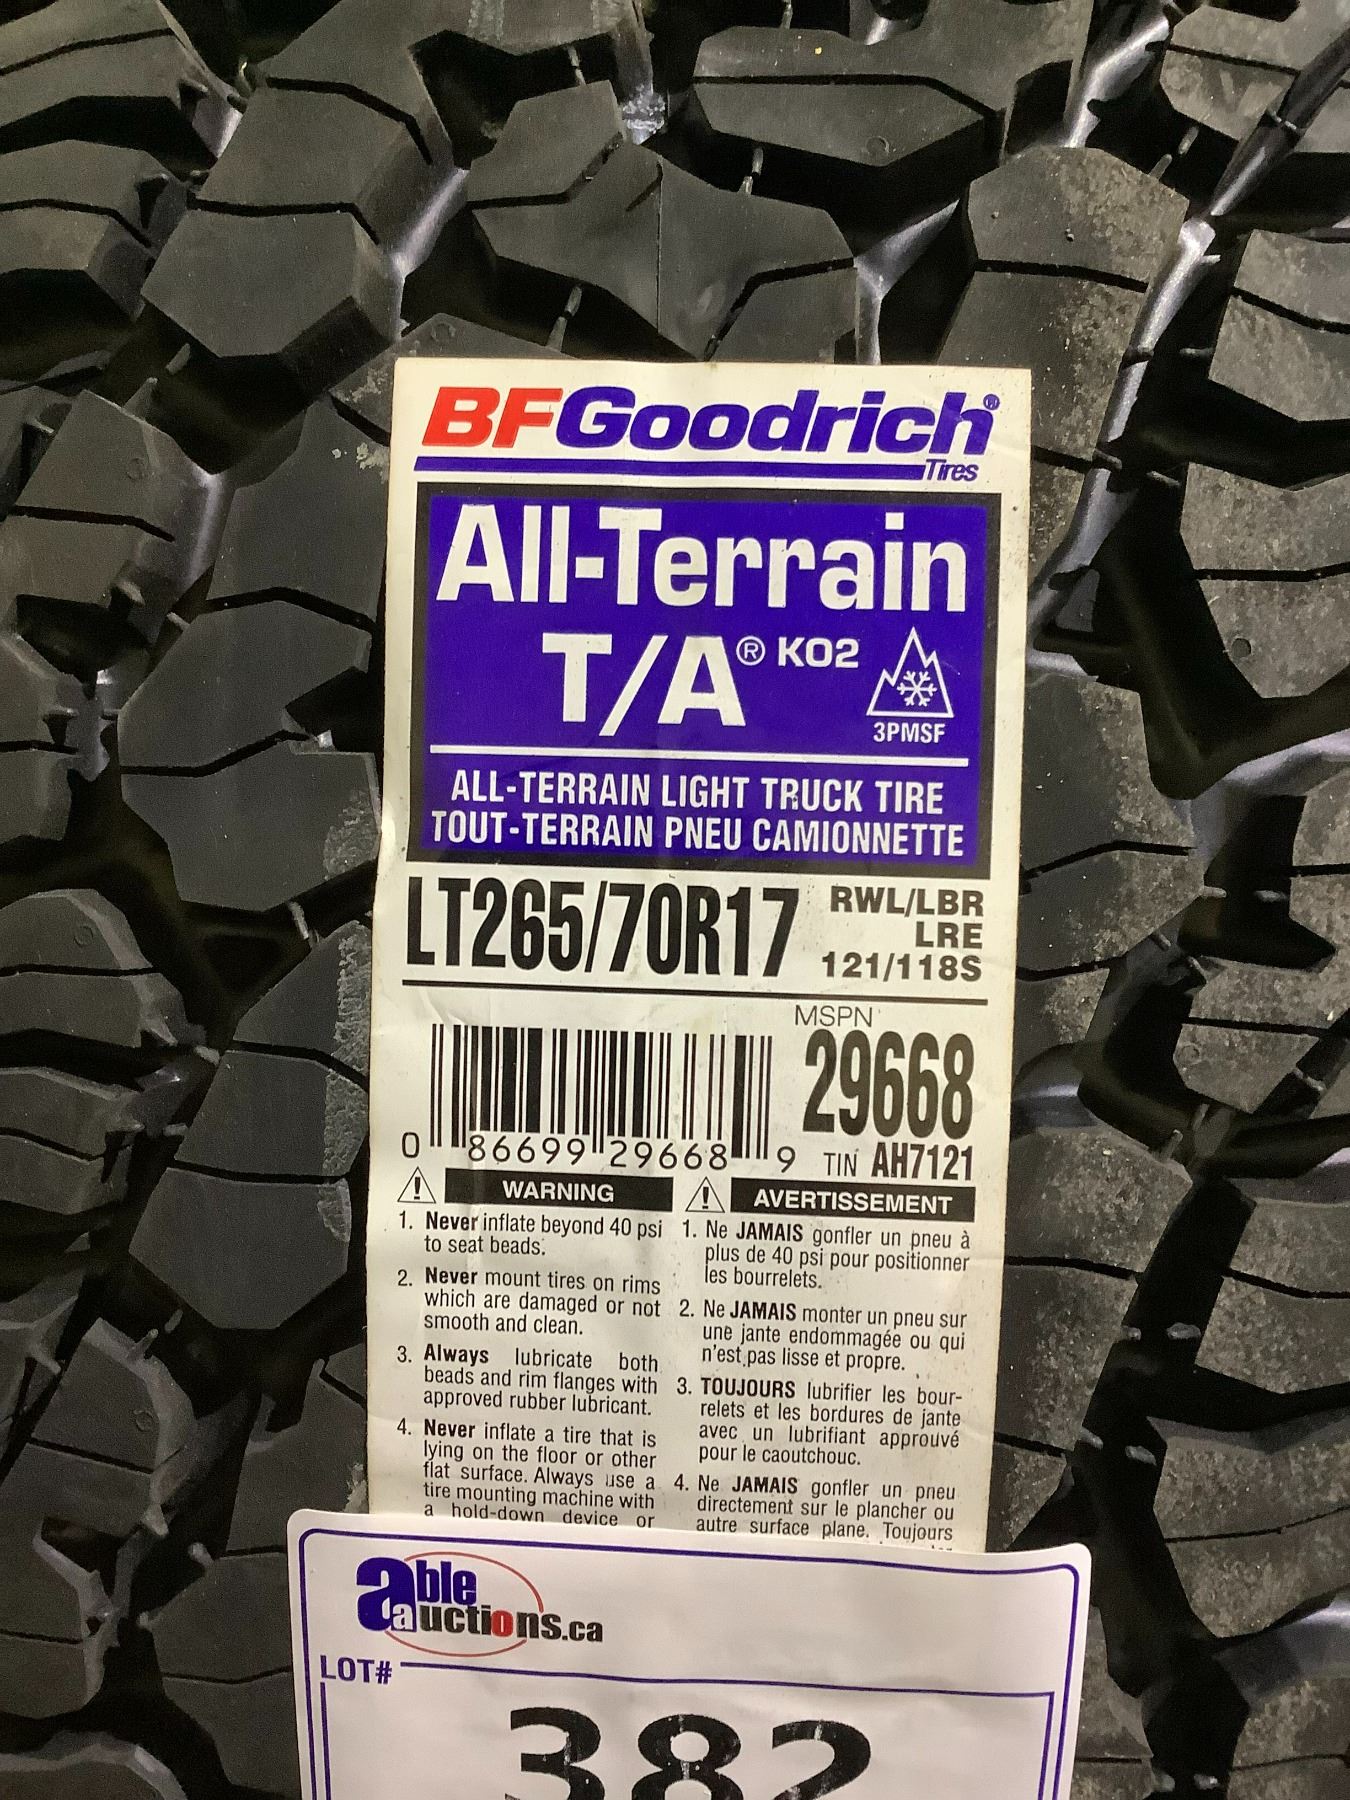 BFGoodrich®
Tires
All-Terrain
T/A® KO2
3PMSF
ALL-TERRAIN LIGHT TRUCK TIRE
TOUT-TERRAIN PNEU CAMIONNETTE
LT265/70R17
RWL/LBR
LRE
121/118S
MSPN
29668
0 86699 29668 9
TIN AH7121
WARNING
1. Never inflate beyond 40 psi
to seat beads.
2. Never mount tires on rims
which are damaged or not
smooth and clean.
3. Always lubricate both
beads and rim flanges with
approved rubber lubricant.
4. Never inflate a tire that is
lying on the floor or other
flat surface. Always use a
tire mounting machine with
a hold-down device or
AVERTISSEMENT
1. Ne JAMAIS gonfler un pneu à
plus de 40 psi pour positionner
les bourrelets.
2. Ne JAMAIS monter un pneu sur
une jante endommagée ou qui
n'est pas lisse et propre.
3. TOUJOURS lubrifier les bour-
relets et les bordures de jante
avec un lubrifiant approuvé
pour le caoutchouc.
4. Ne JAMAIS gonfler un pneu
directement sur le plancher ou
autre surface plane. Toujours
able
auctions.ca
LOT#
382